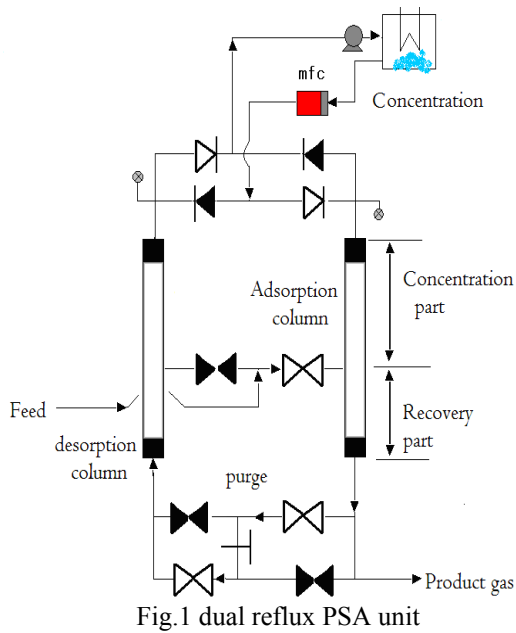 mfc
Concentration
Adsorption
column
Concentration
part
Feed
Recovery
part
desorption
column
purge
Product gas
Fig.1 dual reflux PSA unit